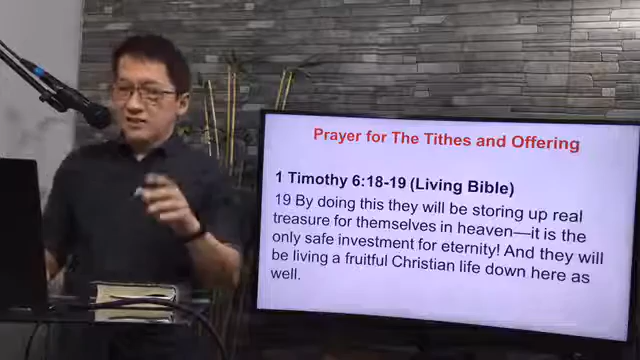 Prayer for The Tithes and Offering
1 Timothy 6:18-19 (Living Bible)
19 By doing this they will be storing up real
treasure for themselves in heaven—it is the
only safe investment for eternity! And they will
be living a fruitful Christian life down here as
well.